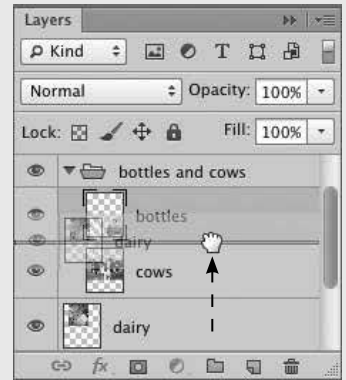 Layers
Kind
Normal Opacity: 100%
Lock: Fill: 100%
bottles and cows
bottles
dairy
cows
dairy
fx